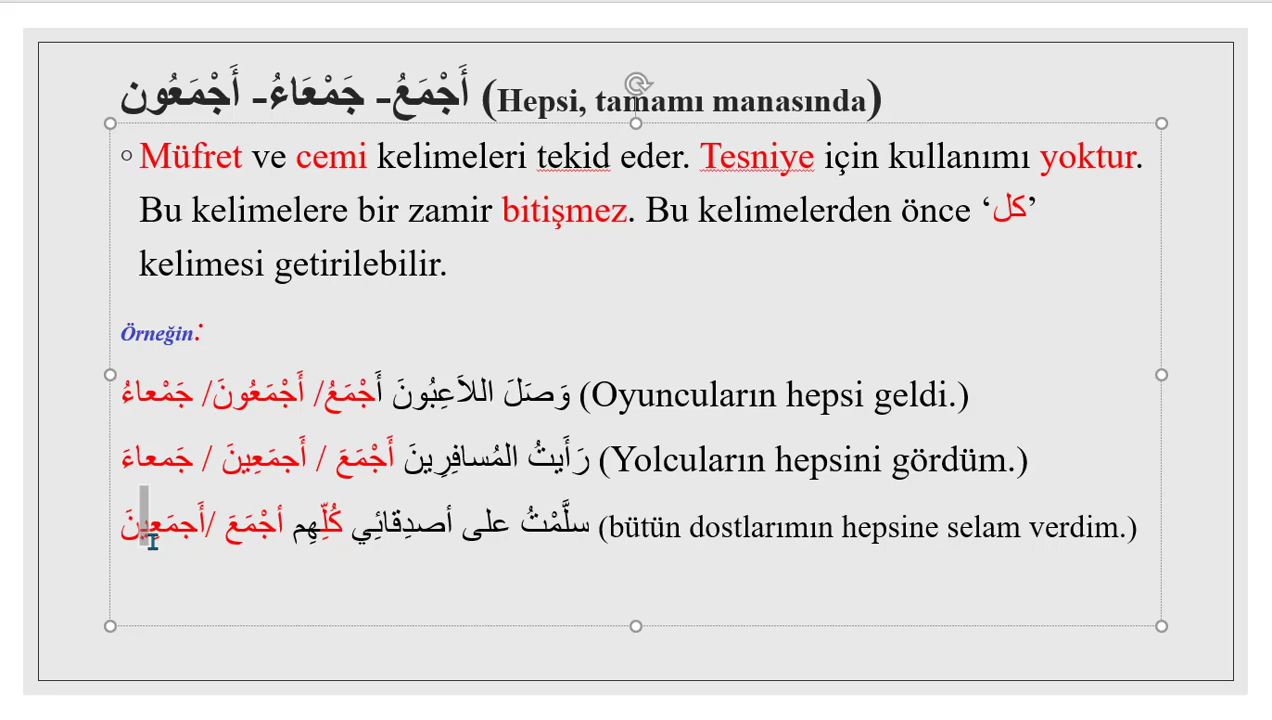 أَجْمَعُ- جَمْعَاءُ- أَجْمَعُون (Hepsi, tamamı manasında)
Müfret ve cemi kelimeleri tekid eder. Tesniye için kullanımı yoktur.
Bu kelimelere bir zamir bitişmez. Bu kelimelerden önce ‘كل’
kelimesi getirilebilir.
Örneğin:
وَصَلَ اللاَعِبُونَ أَجْمَعُ/ أَجْمَعُونَ/ جَمْعاءُ (Oyuncuların hepsi geldi.)
رَأَيتُ المُسافِرِينَ أَجْمَعَ / أَجمَعِينَ / جَمعاءَ (Yolcuların hepsini gördüm.)
سلَّمْتُ على أصدِقائِي كُلِّهِم أجْمَعَ /أَجمَعِينَ (bütün dostlarımın hepsine selam verdim.)